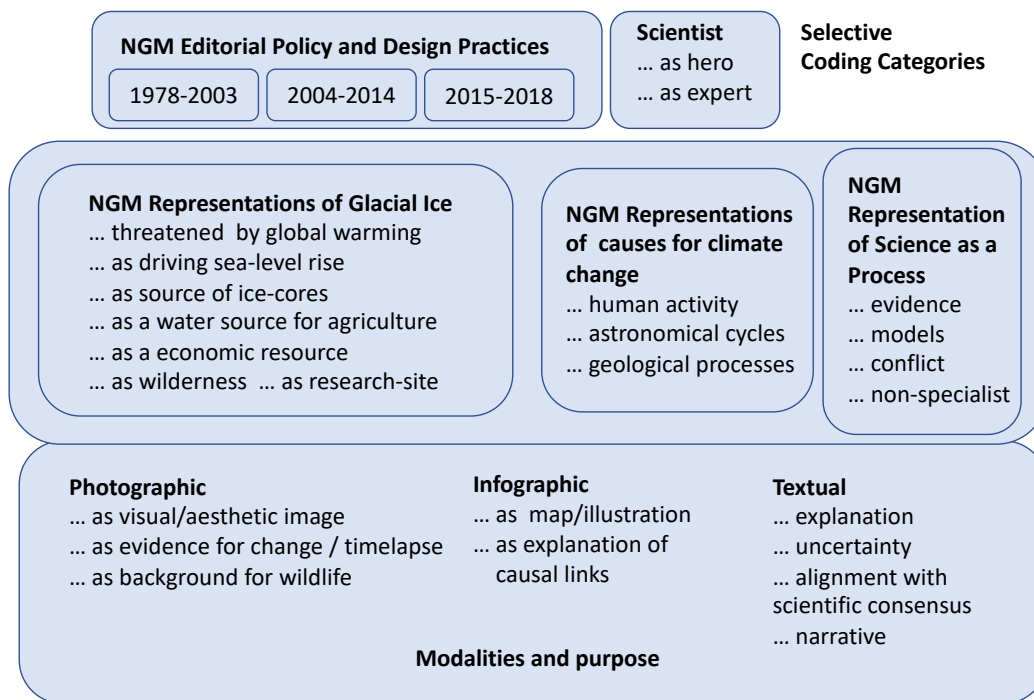 NGM Editorial Policy and Design Practices
1978-2003
2004-2014
2015-2018
Scientist
... as hero
... as expert
Selective
Coding Categories
NGM Representations of Glacial Ice
... threatened by global warming
... as driving sea-level rise
... as source of ice-cores
... as a water source for agriculture
... as a economic resource
... as wilderness ... as research-site
NGM Representations
of causes for climate
change
... human activity
... astronomical cycles
... geological processes
NGM
Representation
of Science as a
Process
... evidence
... models
... conflict
... non-specialist
Photographic
... as visual/aesthetic image
... as evidence for change / timelapse
... as background for wildlife
Infographic
... as map/illustration
... as explanation of
causal links
Textual
... explanation
... uncertainty
... alignment with
scientific consensus
... narrative
Modalities and purpose